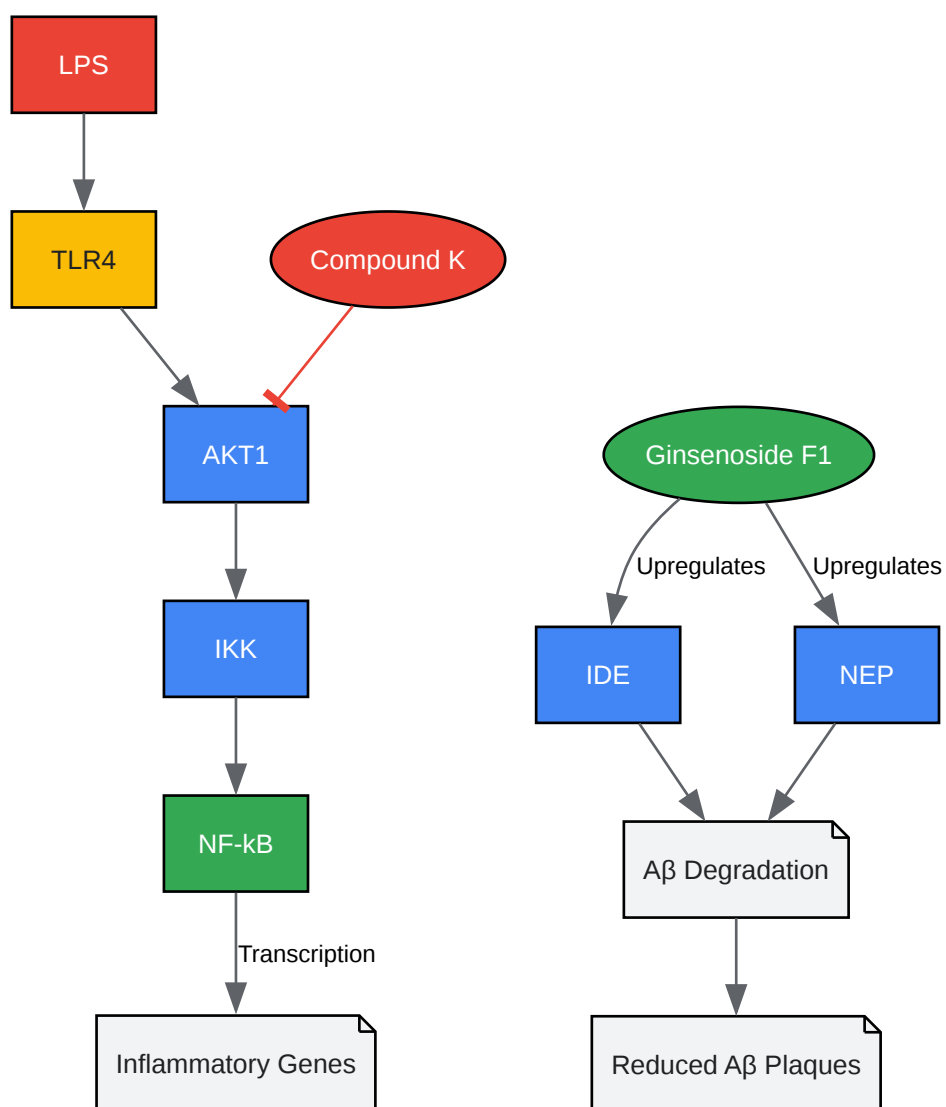 LPS
TLR4
Compound K
AKT1
Ginsenoside F1
Upregulates
Upregulates
IKK
IDE
NEP
NF-kB
Aβ Degradation
Transcription
Inflammatory Genes
Reduced Aβ Plaques